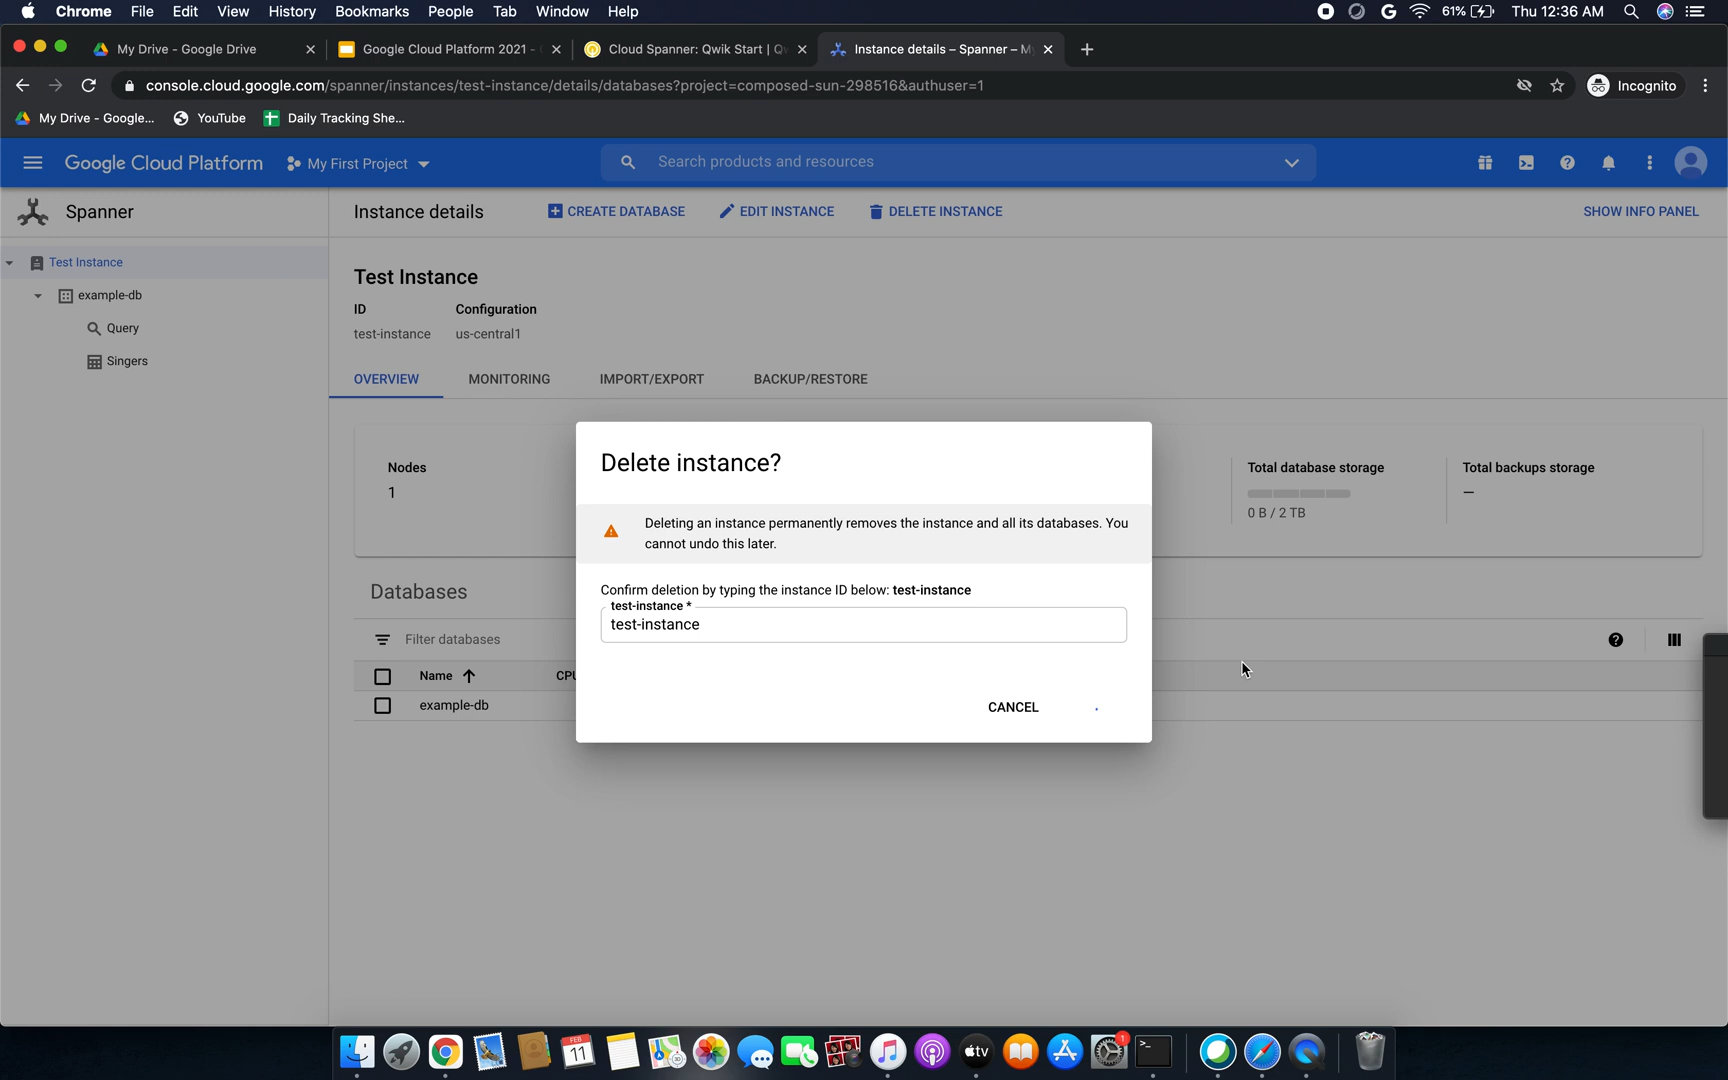 Chrome File Edit View History Bookmarks People Tab Window Help 61% Thu 12:36 AM
My Drive - Google Drive Google Cloud Platform 2021 - Cloud Spanner: Qwik Start | Qw Instance details – Spanner – M
console.cloud.google.com/spanner/instances/test-instance/details/databases?project=composed-sun-298516&authuser=1 Incognito
My Drive - Google... YouTube Daily Tracking She...
Google Cloud Platform My First Project Search products and resources
Spanner Instance details CREATE DATABASE EDIT INSTANCE DELETE INSTANCE SHOW INFO PANEL
Test Instance
example-db
Query
Singers
Test Instance
ID Configuration
test-instance us-central1
OVERVIEW MONITORING IMPORT/EXPORT BACKUP/RESTORE
Nodes Total database storage Total backups storage
1 —
0 B / 2 TB
Databases
Filter databases
Name CPU
example-db
Delete instance?
Deleting an instance permanently removes the instance and all its databases. You
cannot undo this later.
Confirm deletion by typing the instance ID below: test-instance
test-instance *
test-instance
CANCEL
FEB
11
tv
1